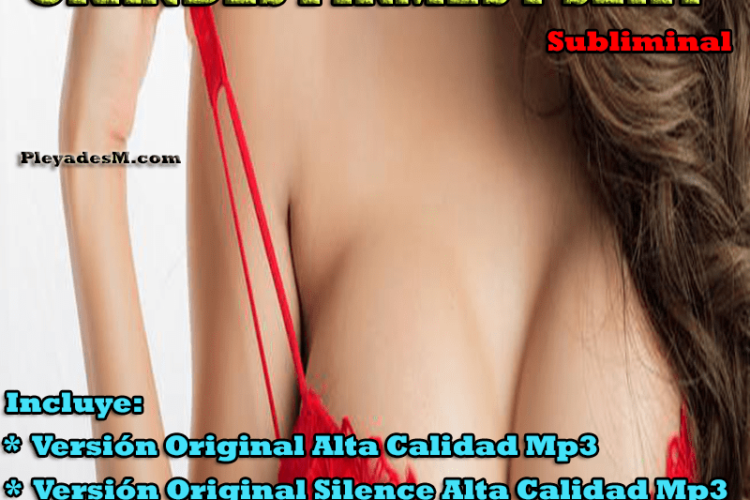 Subliminal
PleyadesM.com
Incluye:
* Versión Original Alta Calidad Mp3
* Versión Original Silence Alta Calidad Mp3